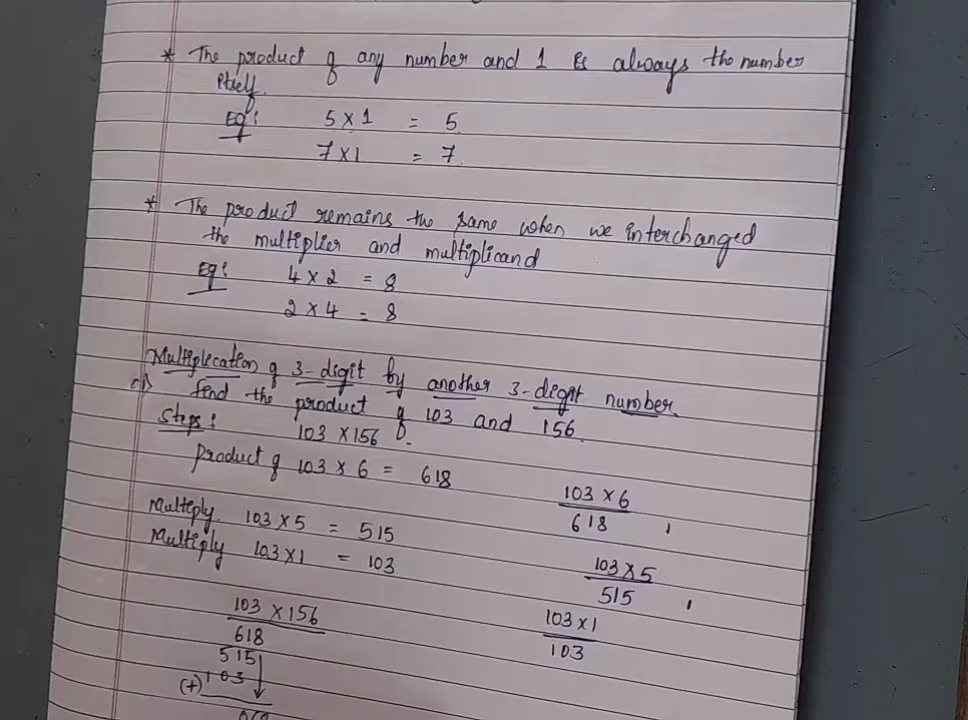 * The product of any number and 1 is always the number
itself.
Eg: 5 x 1 = 5
7 x 1 = 7.
* The product remains the same when we interchanged
the multiplier and multiplicand
Eg: 4 x 2 = 8
2 x 4 = 8
Multiplecation of 3-digit by another 3-digit number.
1) find the product of 103 and 156.
Steps: 103 x 156
product of 103 x 6 = 618
103 x 6
618 ,
Multiply 103 x 5 = 515
Multiply 103 x 1 = 103
103 x 5
515 ,
103 x 156
618
515
(+) 103
103 x 1
103